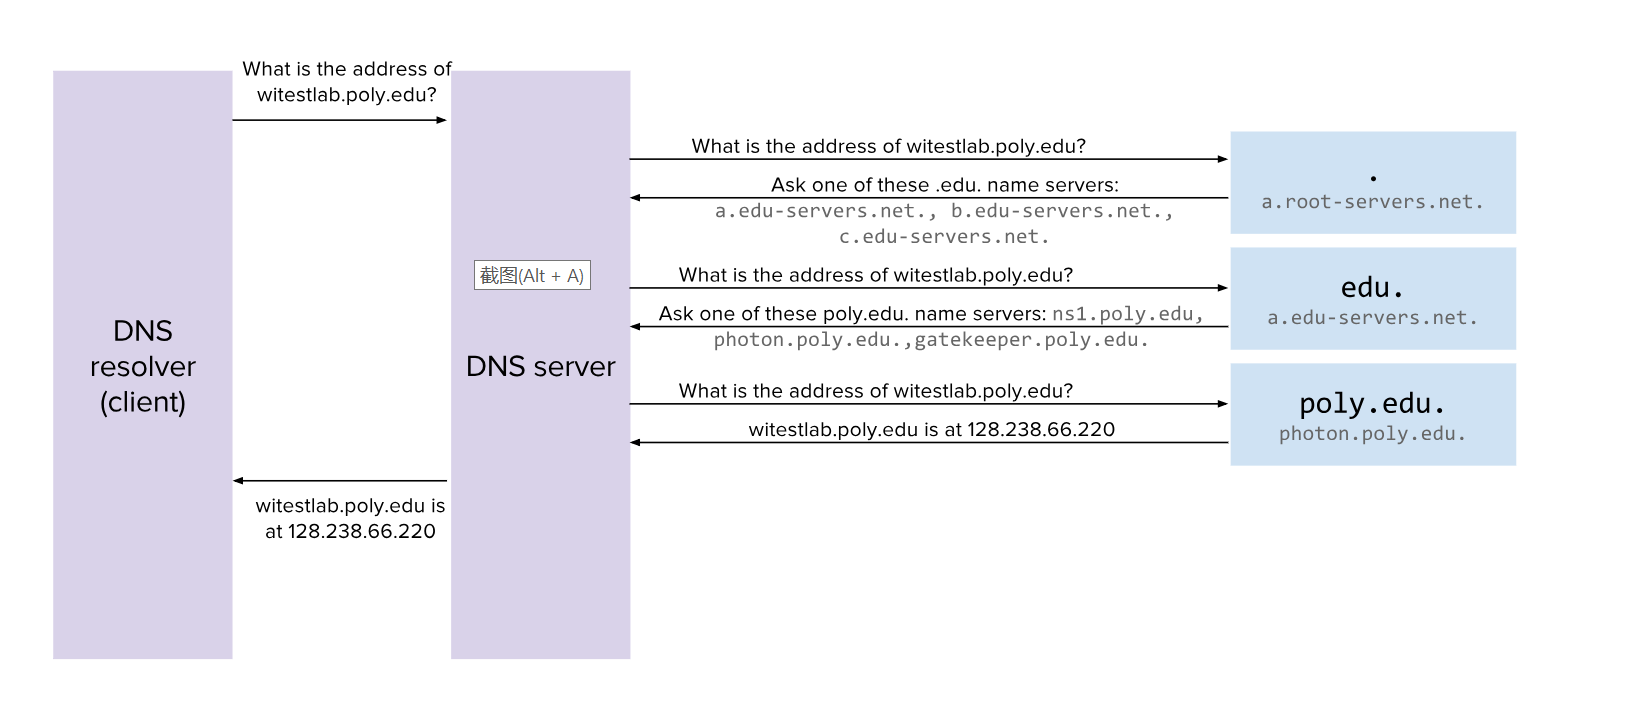 What is the address of
witestlab.poly.edu?
What is the address of witestlab.poly.edu?
Ask one of these .edu. name servers:
a.edu-servers.net., b.edu-servers.net.,
c.edu-servers.net.
.
a.root-servers.net.
截图(Alt + A)
What is the address of witestlab.poly.edu?
Ask one of these poly.edu. name servers: ns1.poly.edu,
photon.poly.edu.,gatekeeper.poly.edu.
edu.
a.edu-servers.net.
DNS
resolver
(client)
DNS server
What is the address of witestlab.poly.edu?
witestlab.poly.edu is at 128.238.66.220
poly.edu.
photon.poly.edu.
witestlab.poly.edu is
at 128.238.66.220